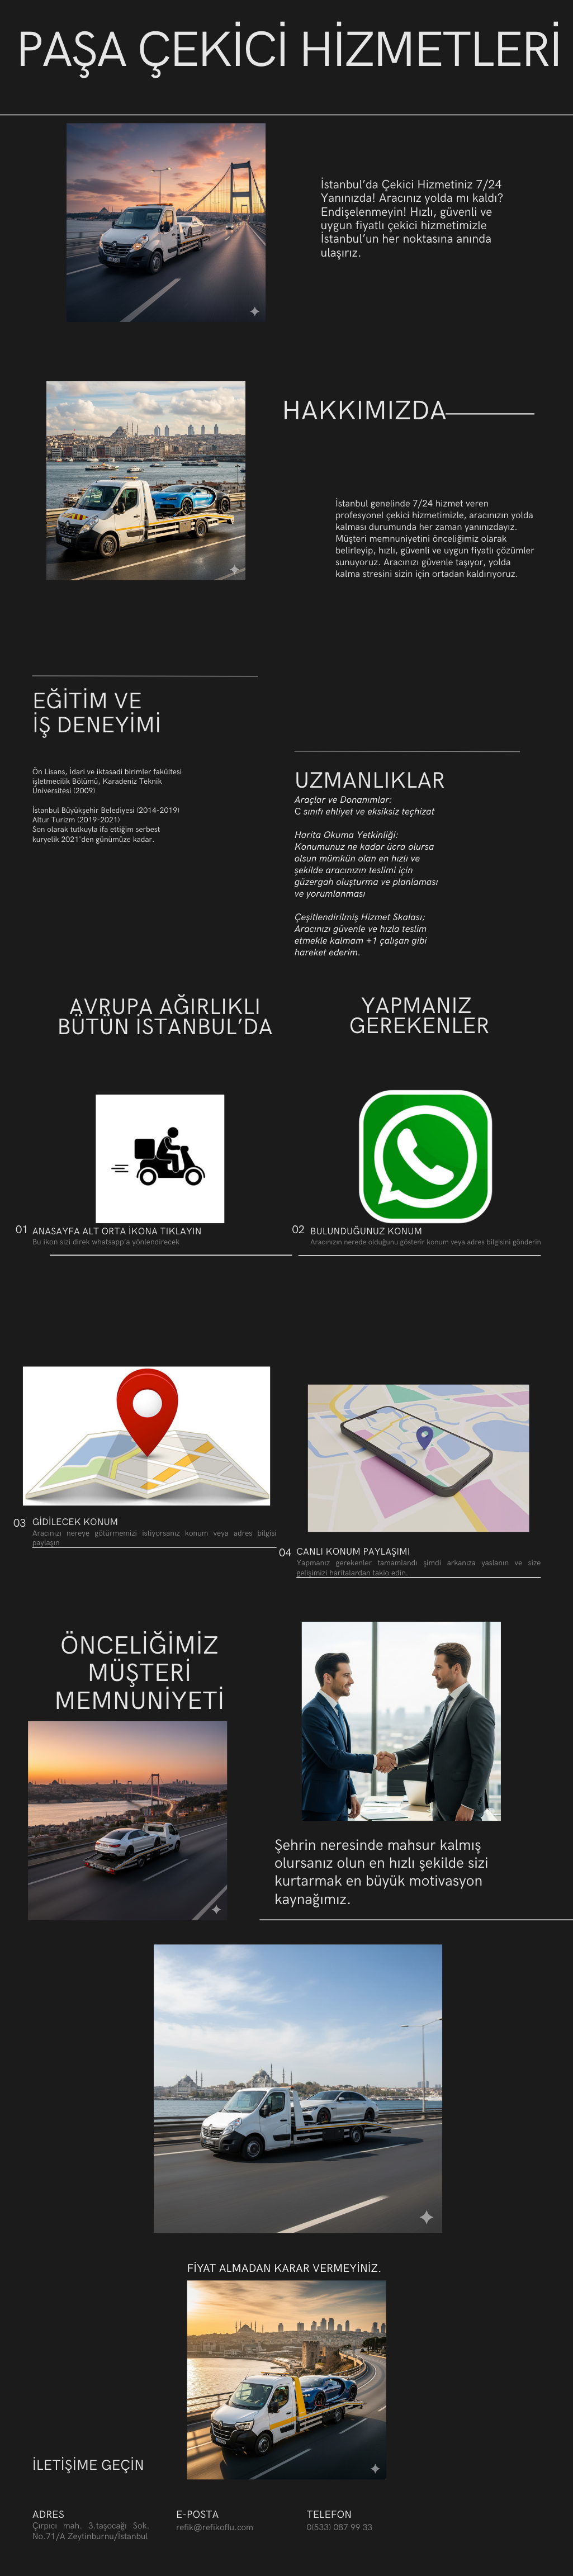 PAŞA ÇEKİCİ HİZMETLERİ
İstanbul’da Çekici Hizmetiniz 7/24
Yanınızda! Aracınız yolda mı kaldı?
Endişelenmeyin! Hızlı, güvenli ve
uygun fiyatlı çekici hizmetimizle
İstanbul’un her noktasına anında
ulaşırız.
HAKKIMIZDA
İstanbul genelinde 7/24 hizmet veren
profesyonel çekici hizmetimizle, aracınızın yolda
kalması durumunda her zaman yanınızdayız.
Müşteri memnuniyetini önceliğimiz olarak
belirleyip, hızlı, güvenli ve uygun fiyatlı çözümler
sunuyoruz. Aracınızı güvenle taşıyor, yolda
kalma stresini sizin için ortadan kaldırıyoruz.
EĞİTİM VE
İŞ DENEYİMİ
Ön Lisans, İdari ve iktasadi birimler fakültesi
işletmecilik Bölümü, Karadeniz Teknik
Üniversitesi (2009)
İstanbul Büyükşehir Belediyesi (2014-2019)
Altur Turizm (2019-2021)
Son olarak tutkuyla ifa ettiğim serbest
kuryelik 2021’den günümüze kadar.
UZMANLIKLAR
Araçlar ve Donanımlar:
C sınıfı ehliyet ve eksiksiz teçhizat
Harita Okuma Yetkinliği:
Konumunuz ne kadar ücra olursa
olsun mümkün olan en hızlı ve
şekilde aracınızın teslimi için
güzergah oluşturma ve planlaması
ve yorumlanması
Çeşitlendirilmiş Hizmet Skalası;
Aracınızı güvenle ve hızla teslim
etmekle kalmam +1 çalışan gibi
hareket ederim.
AVRUPA AĞIRLIKLI
BÜTÜN İSTANBUL’DA
YAPMANIZ
GEREKENLER
01 ANASAYFA ALT ORTA İKONA TIKLAYIN
Bu ikon sizi direk whatsapp’a yönlendirecek
02 BULUNDUĞUNUZ KONUM
Aracınızın nerede olduğunu gösterir konum veya adres bilgisini gönderin
03 GİDİLECEK KONUM
Aracınızı nereye götürmemizi istiyorsanız konum veya adres bilgisi
paylaşın
04 CANLI KONUM PAYLAŞIMI
Yapmanız gerekenler tamamlandı şimdi arkanıza yaslanın ve size
gelişimizi haritalardan takip edin.
ÖNCELİĞİMİZ
MÜŞTERİ
MEMNUNİYETİ
Şehrin neresinde mahsur kalmış
olursanız olun en hızlı şekilde sizi
kurtarmak en büyük motivasyon
kaynağımız.
FİYAT ALMADAN KARAR VERMEYİNİZ.
İLETİŞİME GEÇİN
ADRES
Çırpıcı mah. 3.taşocağı Sok.
No.71/A Zeytinburnu/İstanbul
E-POSTA
refik@refikoflu.com
TELEFON
0(533) 087 99 33